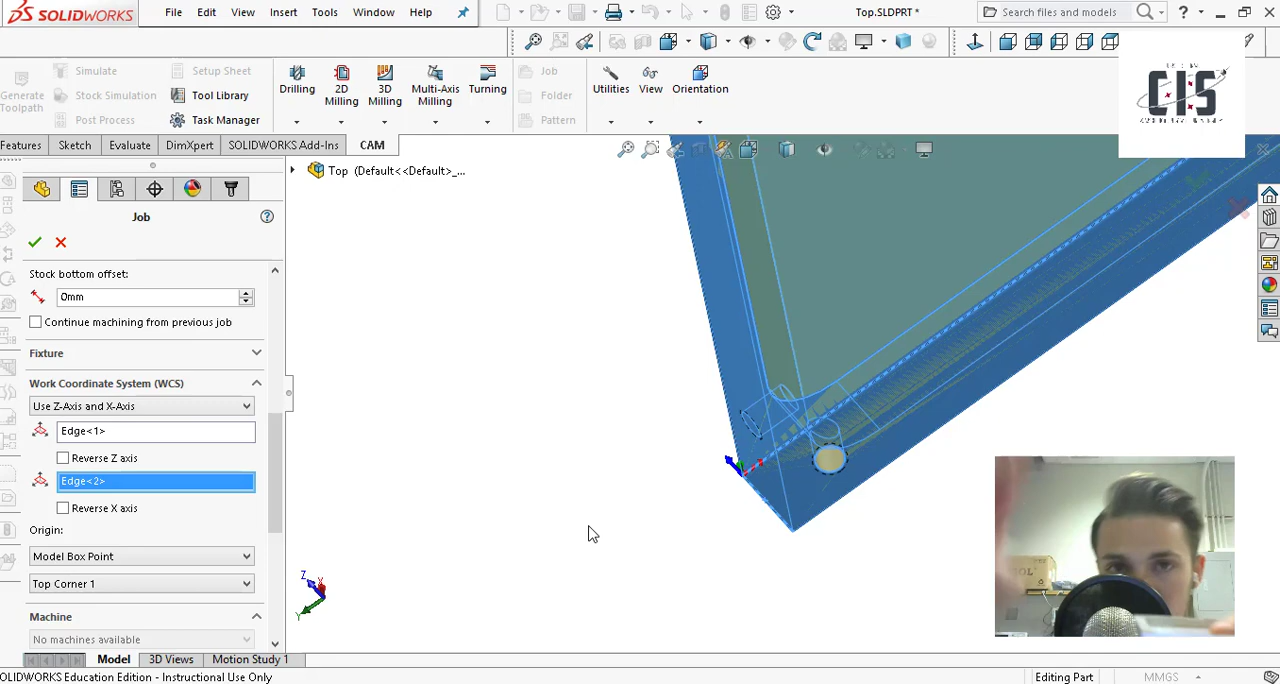 SOLIDWORKS File Edit View Insert Tools Window Help Top.SLDPRT * Search files and models
Generate Toolpath Simulate Stock Simulation Post Process Setup Sheet Tool Library Task Manager Drilling 2D Milling 3D Milling Multi-Axis Milling Turning Job Folder Pattern Utilities View Orientation
CIS
Features Sketch Evaluate DimXpert SOLIDWORKS Add-Ins CAM
Top (Default<<Default>_...
Job
Stock bottom offset:
0mm
Continue machining from previous job
Fixture
Work Coordinate System (WCS)
Use Z-Axis and X-Axis
Edge<1>
Reverse Z axis
Edge<2>
Reverse X axis
Origin:
Model Box Point
Top Corner 1
Machine
No machines available
Z X
Y
Model 3D Views Motion Study 1
OLIDWORKS Education Edition - Instructional Use Only Editing Part MMGS